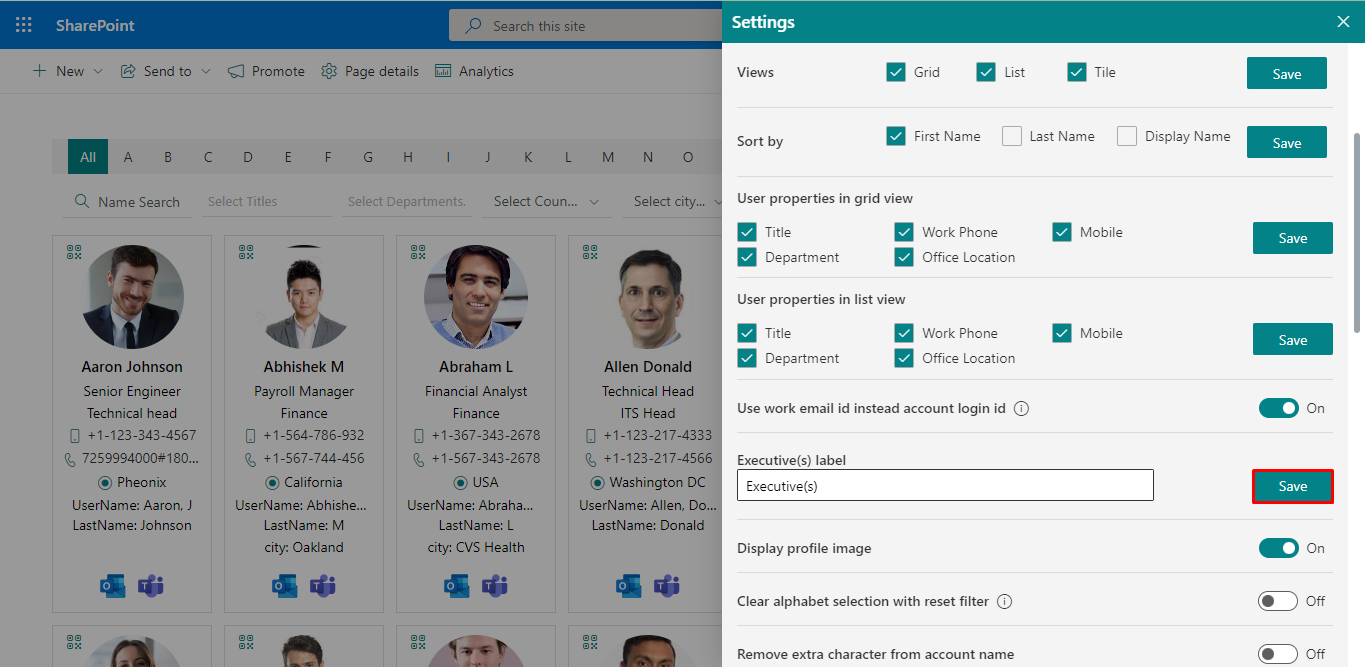 SharePoint
Search this site
New
Send to
Promote
Page details
Analytics
All A B C D E F G H I J K L M N O
Name Search
Select Titles
Select Departments.
Select Coun...
Select city...
Aaron Johnson
Senior Engineer
Technical head
+1-123-343-4567
7259994000#180...
Pheonix
UserName: Aaron, J
LastName: Johnson
Abhishek M
Payroll Manager
Finance
+1-564-786-932
+1-567-744-456
California
UserName: Abhishe...
LastName: M
city: Oakland
Abraham L
Financial Analyst
Finance
+1-367-343-2678
+1-567-343-2678
USA
UserName: Abraha...
LastName: L
city: CVS Health
Allen Donald
Technical Head
ITS Head
+1-123-217-4333
+1-123-217-4566
Washington DC
UserName: Allen, Do...
LastName: Donald
Settings
Views
Grid
List
Tile
Save
Sort by
First Name
Last Name
Display Name
Save
User properties in grid view
Title
Work Phone
Mobile
Department
Office Location
Save
User properties in list view
Title
Work Phone
Mobile
Department
Office Location
Save
Use work email id instead account login id
On
Executive(s) label
Executive(s)
Save
Display profile image
On
Clear alphabet selection with reset filter
Off
Remove extra character from account name
Off